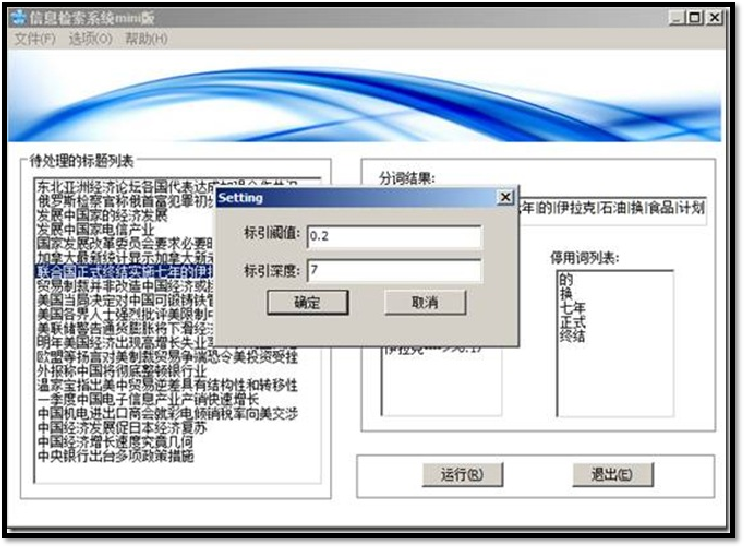 信息检索系统mini版
文件(F) 选项(O) 帮助(H)
待处理的标题列表
东北亚洲经济论坛各国代表达成
俄罗斯检察官称俄首富犯罪
发展中国家的经济发展
发展中国家电信产业
国家发展改革委员会要求必要
加拿大最新统计显示加拿大新
联合国正式终结实施七年的伊
贸易制裁并非改造中国经济或
美国当局决定对中国可锻铸铁
美国各界人士强烈批评美限制
美联储警告通货膨胀将下滑经
明年美国经济出现高增长失业
欧盟等扬言对美制裁贸易争端恐令美投资受挫
外报称中国将彻底整顿银行业
温家宝指出美中贸易逆差具有结构性和转移性
一季度中国电子信息产业产销快速增长
中国机电进出口商会就彩电倾销税率向美交涉
中国经济发展促日本经济复苏
中国经济增长速度究竟几何
中央银行出台多项政策措施
Setting
标引阈值: 0.2
标引深度: 7
确定 取消
分词结果:
年|的|伊拉克|石油|换|食品|计划
停用词列表:
的
换
七年
正式
终结
运行(R) 退出(E)